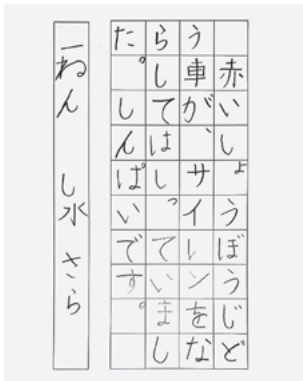 赤いしょうぼうじど
う車が、サイレンをな
らしてはしっていまし
た。しんぱいです。
一ねん し水 さら